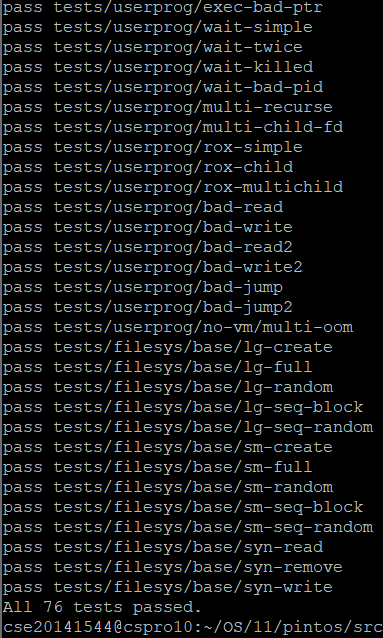 pass tests/userprog/exec-bad-ptr
pass tests/userprog/wait-simple
pass tests/userprog/wait-twice
pass tests/userprog/wait-killed
pass tests/userprog/wait-bad-pid
pass tests/userprog/multi-recurse
pass tests/userprog/multi-child-fd
pass tests/userprog/rox-simple
pass tests/userprog/rox-child
pass tests/userprog/rox-multichild
pass tests/userprog/bad-read
pass tests/userprog/bad-write
pass tests/userprog/bad-read2
pass tests/userprog/bad-write2
pass tests/userprog/bad-jump
pass tests/userprog/bad-jump2
pass tests/userprog/no-vm/multi-oom
pass tests/filesys/base/lg-create
pass tests/filesys/base/lg-full
pass tests/filesys/base/lg-random
pass tests/filesys/base/lg-seq-block
pass tests/filesys/base/lg-seq-random
pass tests/filesys/base/sm-create
pass tests/filesys/base/sm-full
pass tests/filesys/base/sm-random
pass tests/filesys/base/sm-seq-block
pass tests/filesys/base/sm-seq-random
pass tests/filesys/base/syn-read
pass tests/filesys/base/syn-remove
pass tests/filesys/base/syn-write
All 76 tests passed.
cse20141544@cspro10:~/OS/11/pintos/src